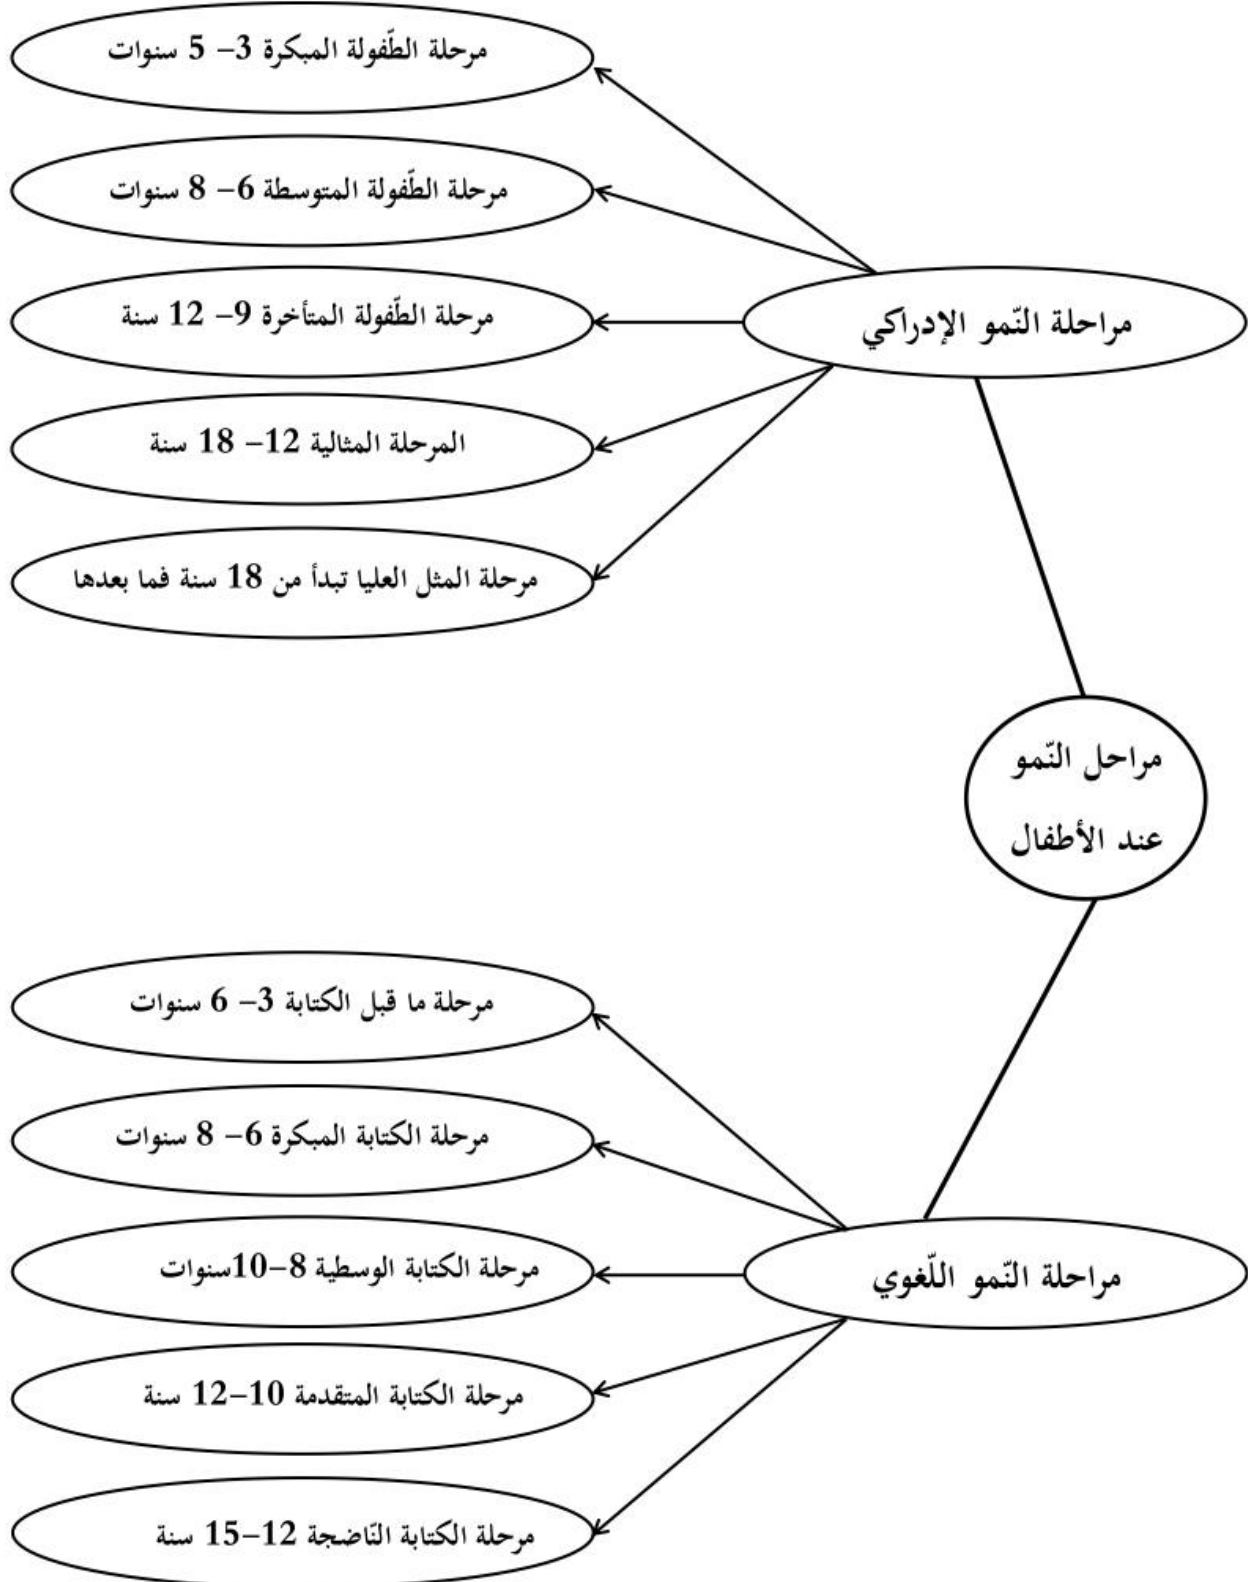 مرحلة الطّفولة المبكرة 3– 5 سنوات
مرحلة الطّفولة المتوسطة 6– 8 سنوات
مرحلة الطّفولة المتأخرة 9– 12 سنة
مراحلة النّمو الإدراكي
المرحلة المثالية 12– 18 سنة
مرحلة المثل العليا تبدأ من 18 سنة فما بعدها
مراحل النّمو
عند الأطفال
مرحلة ما قبل الكتابة 3– 6 سنوات
مرحلة الكتابة المبكرة 6– 8 سنوات
مرحلة الكتابة الوسطية 8–10سنوات
مراحلة النّمو اللّغوي
مرحلة الكتابة المتقدمة 10–12 سنة
مرحلة الكتابة النّاضجة 12–15 سنة